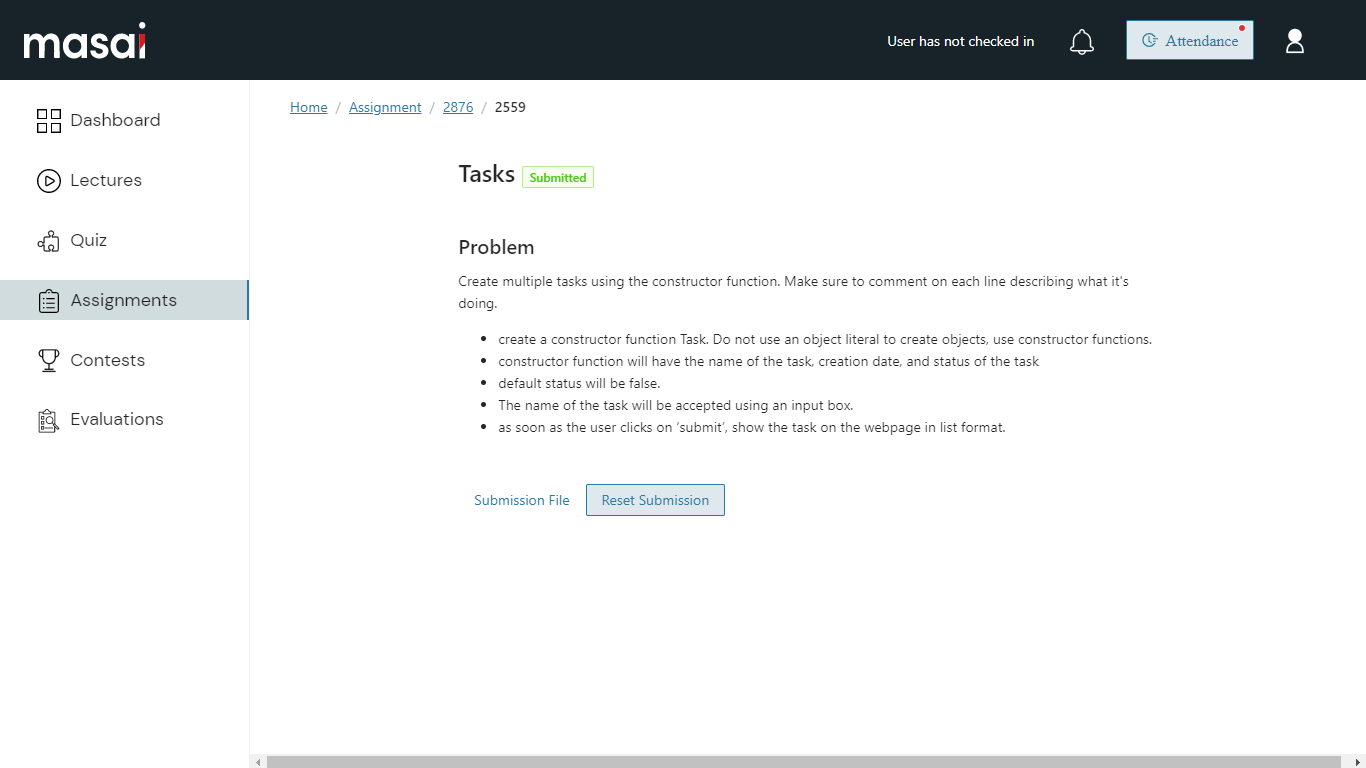 masai
User has not checked in
Attendance
Dashboard
Lectures
Quiz
Assignments
Contests
Evaluations
Home / Assignment / 2876 / 2559
Tasks Submitted
Problem
Create multiple tasks using the constructor function. Make sure to comment on each line describing what it's
doing.
• create a constructor function Task. Do not use an object literal to create objects, use constructor functions.
• constructor function will have the name of the task, creation date, and status of the task
• default status will be false.
• The name of the task will be accepted using an input box.
• as soon as the user clicks on ‘submit’, show the task on the webpage in list format.
Submission File
Reset Submission